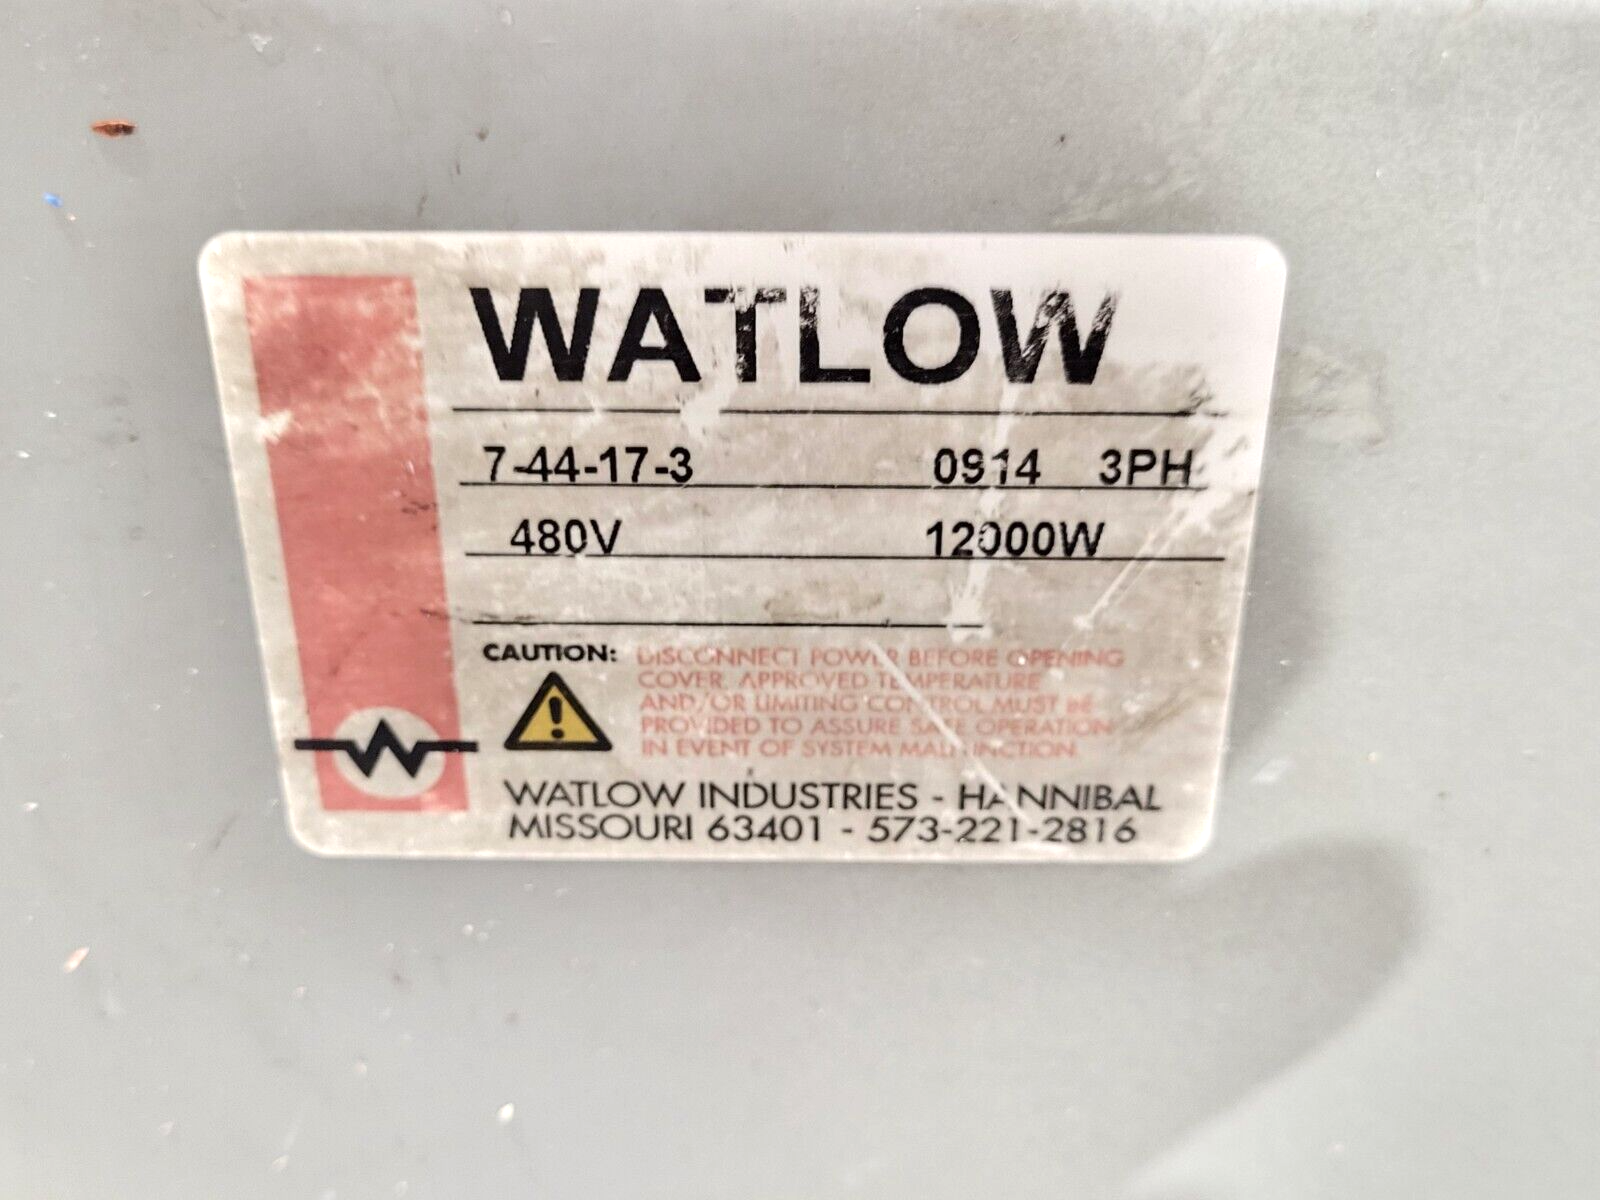 WATLOW
7-44-17-3 0914 3PH
480V 12000W
CAUTION: DISCONNECT POWER BEFORE OPENING
COVER. APPROVED TEMPERATURE
AND/OR LIMITING CONTROL MUST BE
PROVIDED TO ASSURE SAFE OPERATION
IN EVENT OF SYSTEM MALFUNCTION.
WATLOW INDUSTRIES - HANNIBAL
MISSOURI 63401 - 573-221-2816